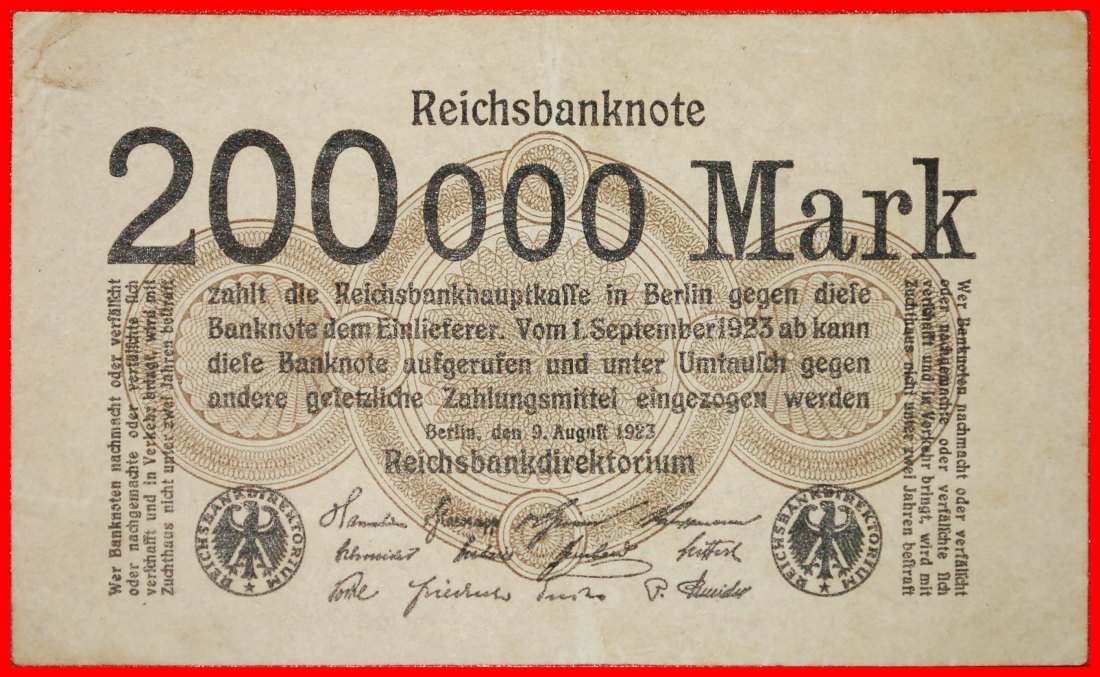 Reichsbanknote
200000 Mark
zahlt die Reichsbankhauptkaſſe in Berlin gegen dieſe
Banknote dem Einlieferer. Vom 1. September 1923 ab kann
dieſe Banknote aufgerufen und unter Umtauſch gegen
andere geſetzliche Zahlungsmittel eingezogen werden
Berlin, den 9. Auguſt 1923
Reichsbankdirektorium
Wer Banknoten nachmacht oder verfälſcht
oder nachgemachte oder verfälſchte ſich
verſchafft und in Verkehr bringt, wird mit
Zuchthaus nicht unter zwei Jahren beſtraft
Wer Banknoten nachmacht oder verfälſcht
oder nachgemachte oder verfälſchte ſich
verſchafft und in Verkehr bringt, wird mit
Zuchthaus nicht unter zwei Jahren beſtraft
REICHSBANKDIREKTORIUM
REICHSBANKDIREKTORIUM
Schneider
Friedrich
P. Schneider